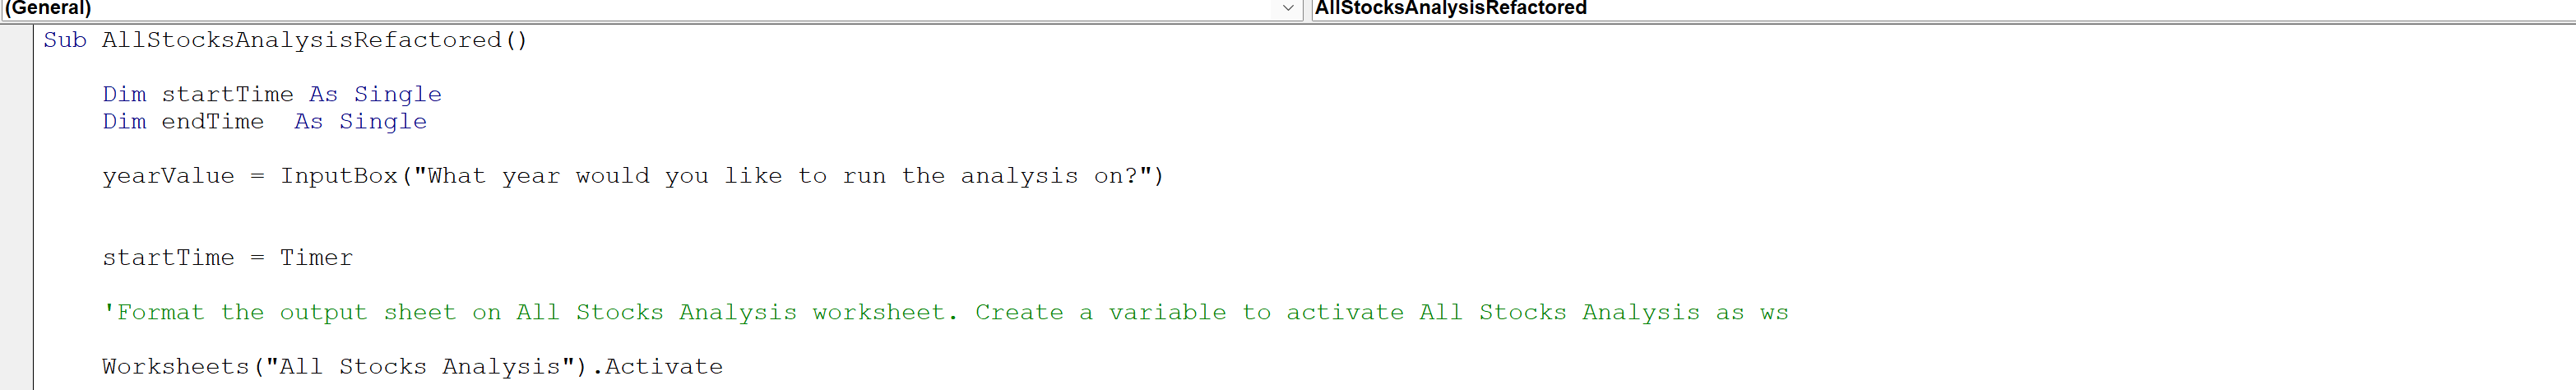 (General) AllStocksAnalysisRefactored
Sub AllStocksAnalysisRefactored()
Dim startTime As Single
Dim endTime  As Single
yearValue = InputBox("What year would you like to run the analysis on?")
startTime = Timer
'Format the output sheet on All Stocks Analysis worksheet. Create a variable to activate All Stocks Analysis as ws
Worksheets("All Stocks Analysis").Activate